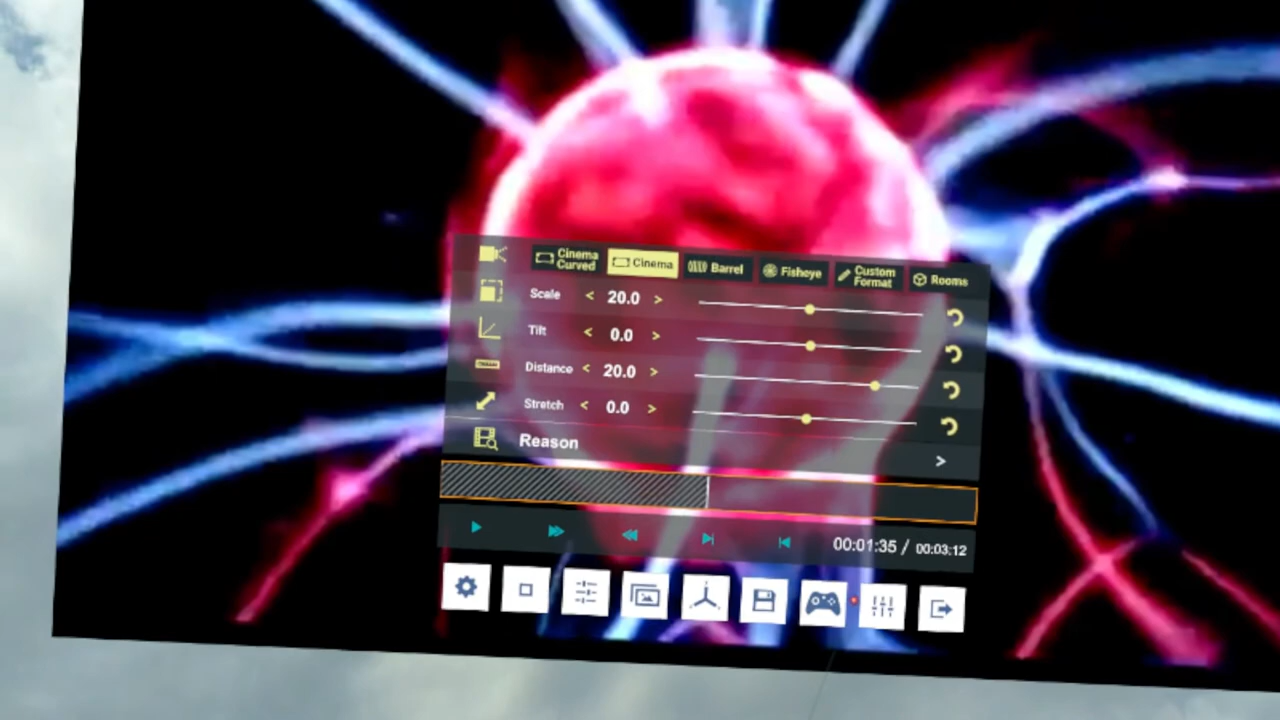 Cinema Curved
Cinema
Barrel
Fisheye
Custom Format
Rooms
Scale < 20.0 >
Tilt < 0.0 >
Distance < 20.0 >
Stretch < 0.0 >
Reason >
00:01:35 / 00:03:12